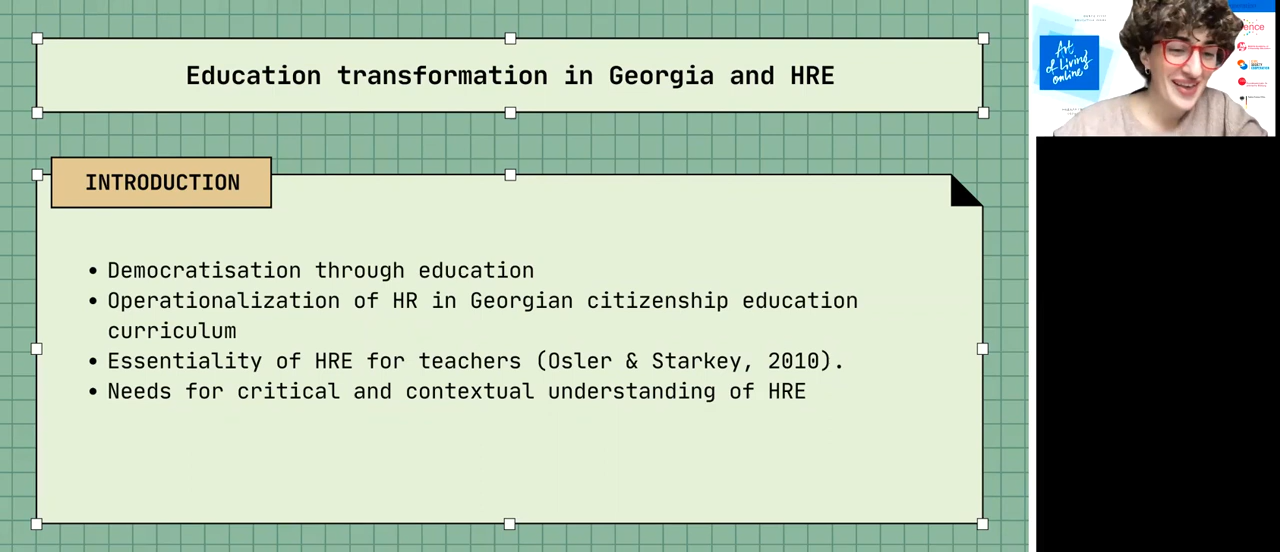 Education transformation in Georgia and HRE
INTRODUCTION
• Democratisation through education
• Operationalization of HR in Georgian citizenship education
curriculum
• Essentiality of HRE for teachers (Osler & Starkey, 2010).
• Needs for critical and contextual understanding of HRE
Art
of Living
online